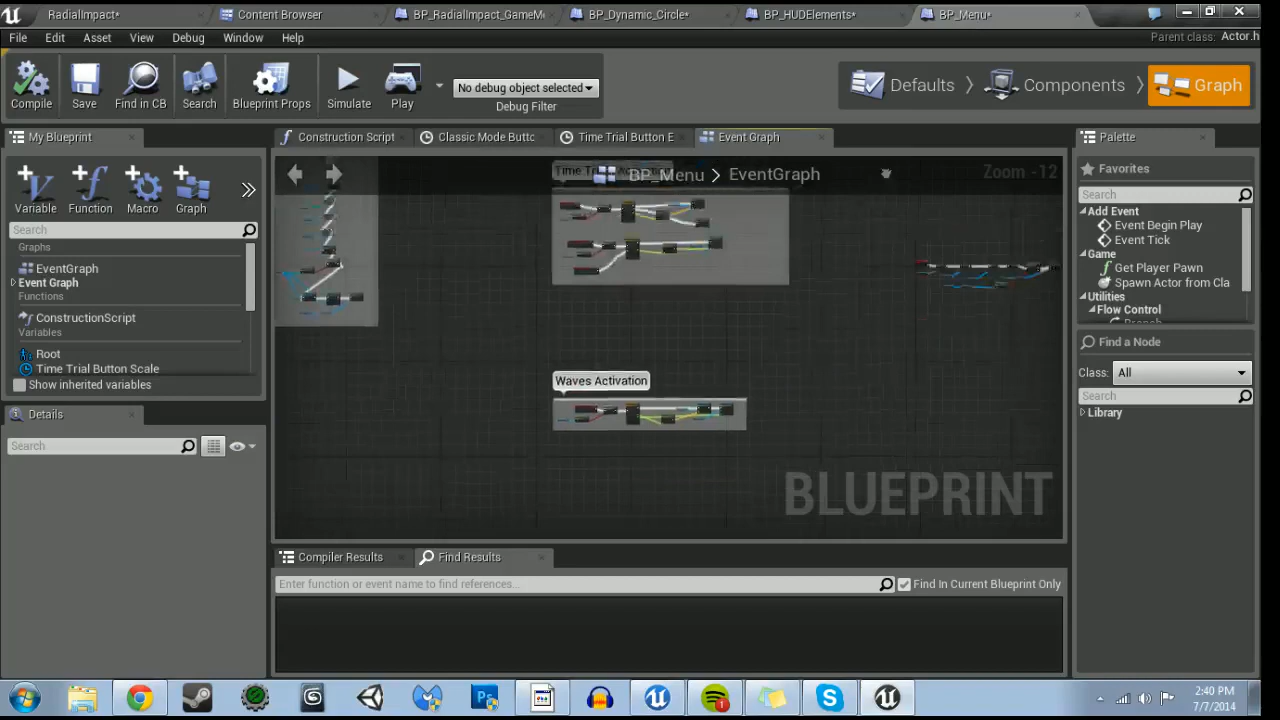 RadialImpact*
Content Browser
BP_RadialImpact_GameM
BP_Dynamic_Circle*
BP_HUDElements*
BP_Menu*
File Edit Asset View Debug Window Help
Parent class: Actor.h
Compile
Save
Find in CB
Search
Blueprint Props
Simulate
Play
No debug object selected
Debug Filter
Defaults
Components
Graph
My Blueprint
Construction Script
Classic Mode Buttc
Time Trial Button E
Event Graph
Palette
Variable
Function
Macro
Graph
Search
Graphs
EventGraph
Event Graph
Functions
ConstructionScript
Variables
Root
Time Trial Button Scale
Show inherited variables
Details
Search
BP_Menu > EventGraph
Zoom -12
Waves Activation
BLUEPRINT
Favorites
Search
Add Event
Event Begin Play
Event Tick
Game
Get Player Pawn
Spawn Actor from Cla
Utilities
Flow Control
Find a Node
Class: All
Search
Library
Compiler Results
Find Results
Enter function or event name to find references...
Find In Current Blueprint Only
2:40 PM
7/7/2014